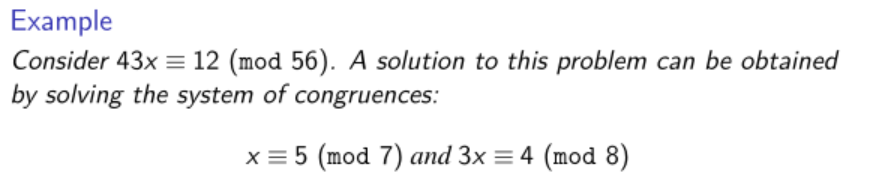 Example
Consider 43x ≡ 12 (mod 56). A solution to this problem can be obtained
by solving the system of congruences:
x ≡ 5 (mod 7) and 3x ≡ 4 (mod 8)